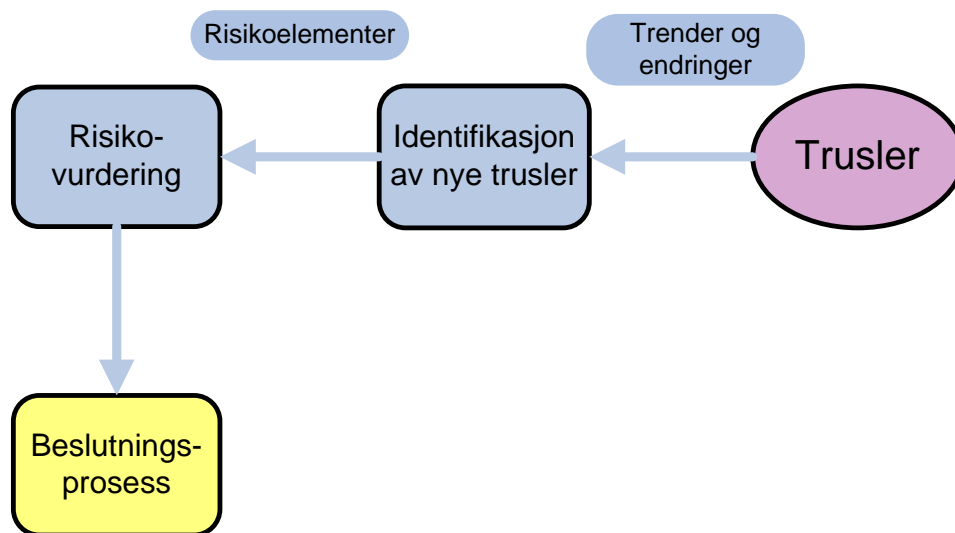 Risikoelementer
Trender og
endringer
Risiko-
vurdering
Identifikasjon
av nye trusler
Trusler
Beslutnings-
prosess